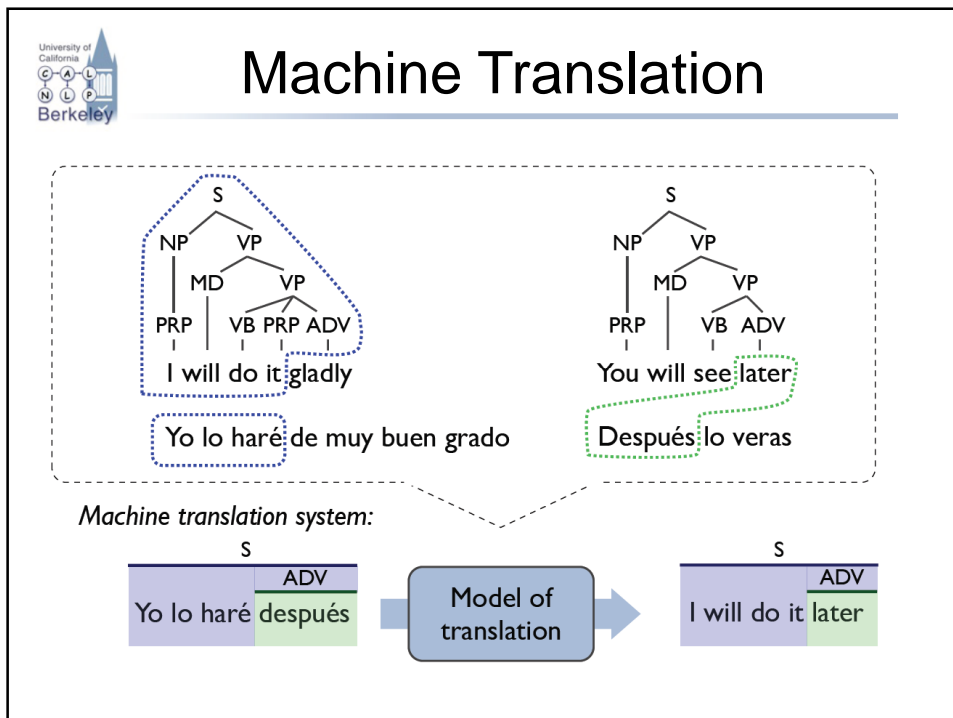 University of
California
C A L
N L P
Berkeley
Machine Translation
S
NP VP
MD VP
PRP VB PRP ADV
I will do it gladly
Yo lo haré de muy buen grado
S
NP VP
MD VP
PRP VB ADV
You will see later
Después lo veras
Machine translation system:
S
ADV
Yo lo haré después
Model of
translation
S
ADV
I will do it later